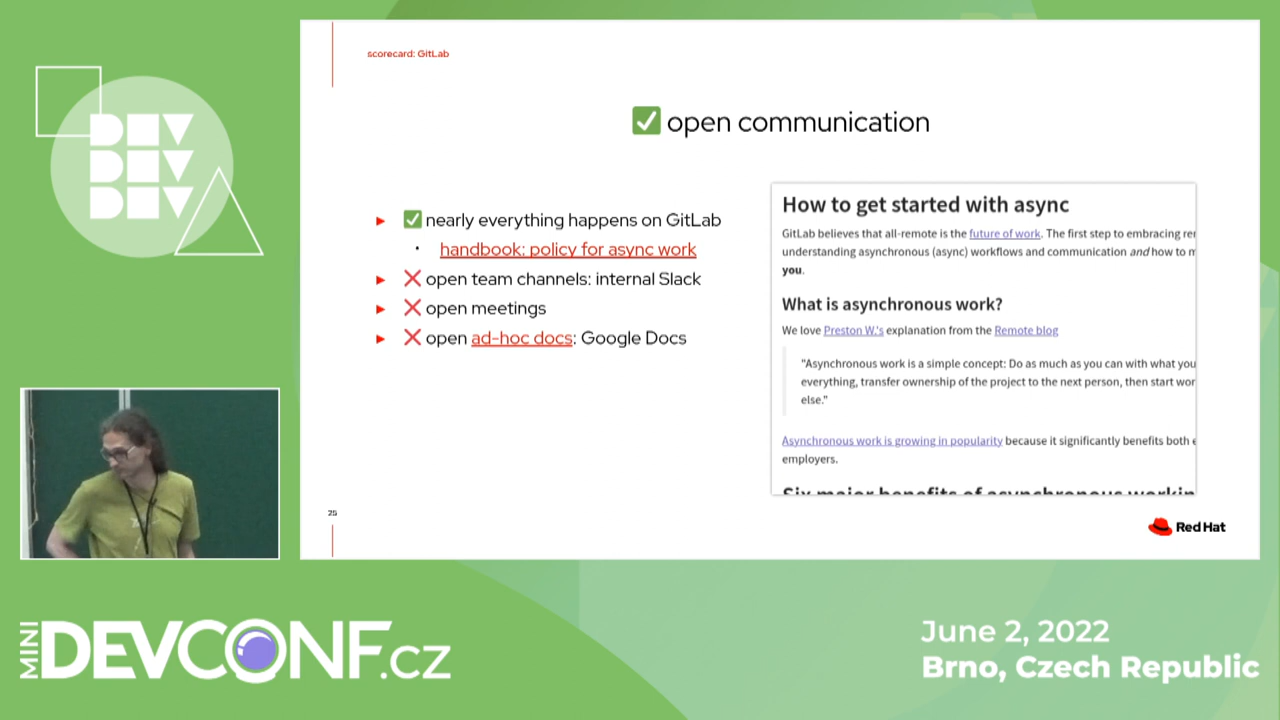 scorecard: GitLab
✅ open communication
► ✅ nearly everything happens on GitLab
• handbook: policy for async work
► ❌ open team channels: internal Slack
► ❌ open meetings
► ❌ open ad-hoc docs: Google Docs
How to get started with async
GitLab believes that all-remote is the future of work. The first step to embracing
understanding asynchronous (async) workflows and communication and how to
you.
What is asynchronous work?
We love Preston W.'s explanation from the Remote blog
"Asynchronous work is a simple concept: Do as much as you can with what you
everything, transfer ownership of the project to the next person, then start
else."
Asynchronous work is growing in popularity because it significantly benefits both
employers.
Six major benefits of asynchronous
25
Red Hat
DEV
DEV
DEV
MINI
DEVCONF.CZ
June 2, 2022
Brno, Czech Republic